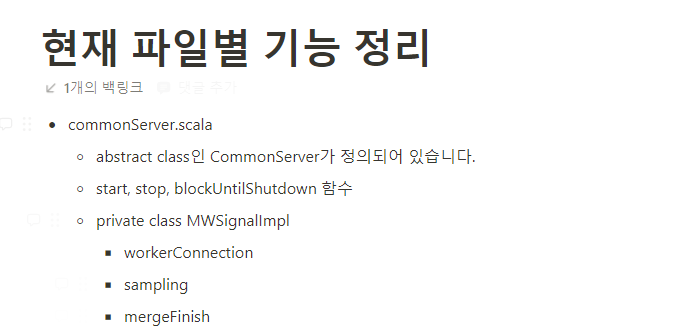 현재 파일별 기능 정리
1개의 백링크 댓글 추가
commonServer.scala
abstract class인 CommonServer가 정의되어 있습니다.
start, stop, blockUntilShutdown 함수
private class MWSignalImpl
workerConnection
sampling
mergeFinish